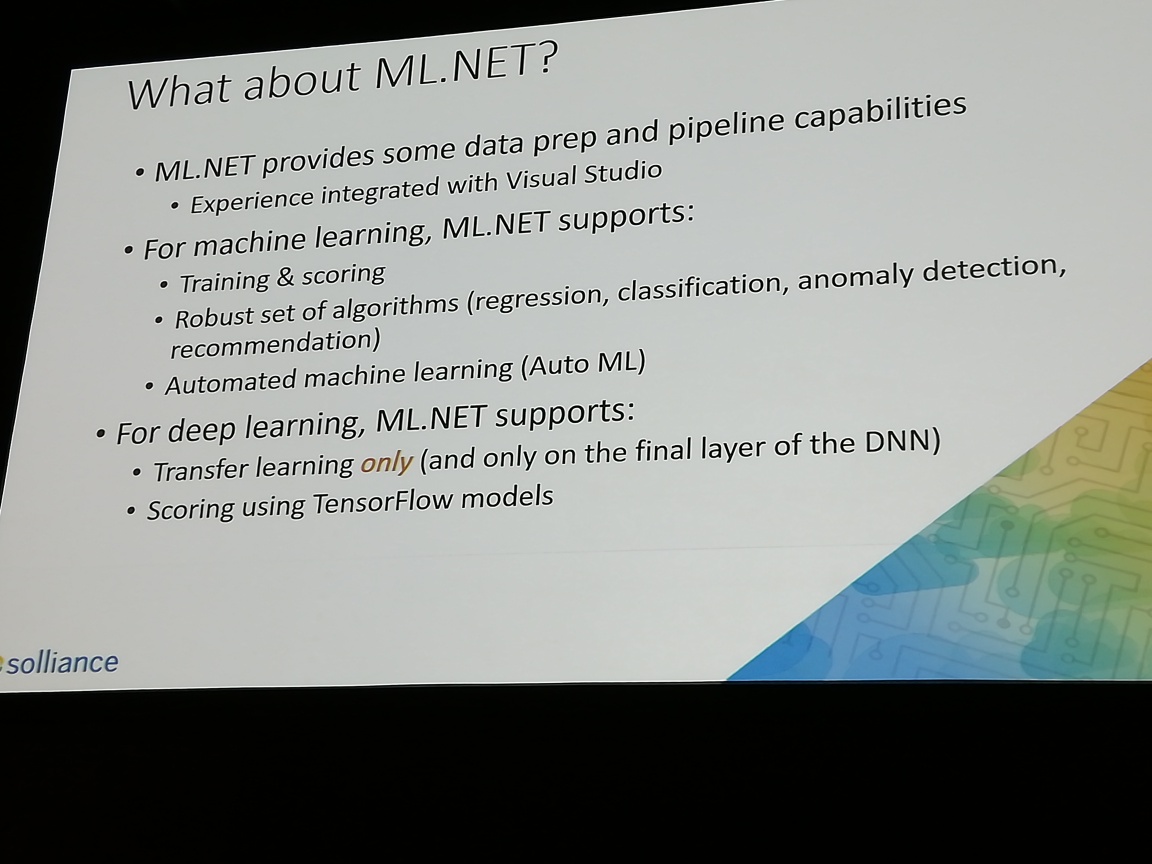 What about ML.NET?
• ML.NET provides some data prep and pipeline capabilities
• Experience integrated with Visual Studio
• For machine learning, ML.NET supports:
• Training & scoring
• Robust set of algorithms (regression, classification, anomaly detection,
recommendation)
• Automated machine learning (Auto ML)
• For deep learning, ML.NET supports:
• Transfer learning only (and only on the final layer of the DNN)
• Scoring using TensorFlow models
solliance